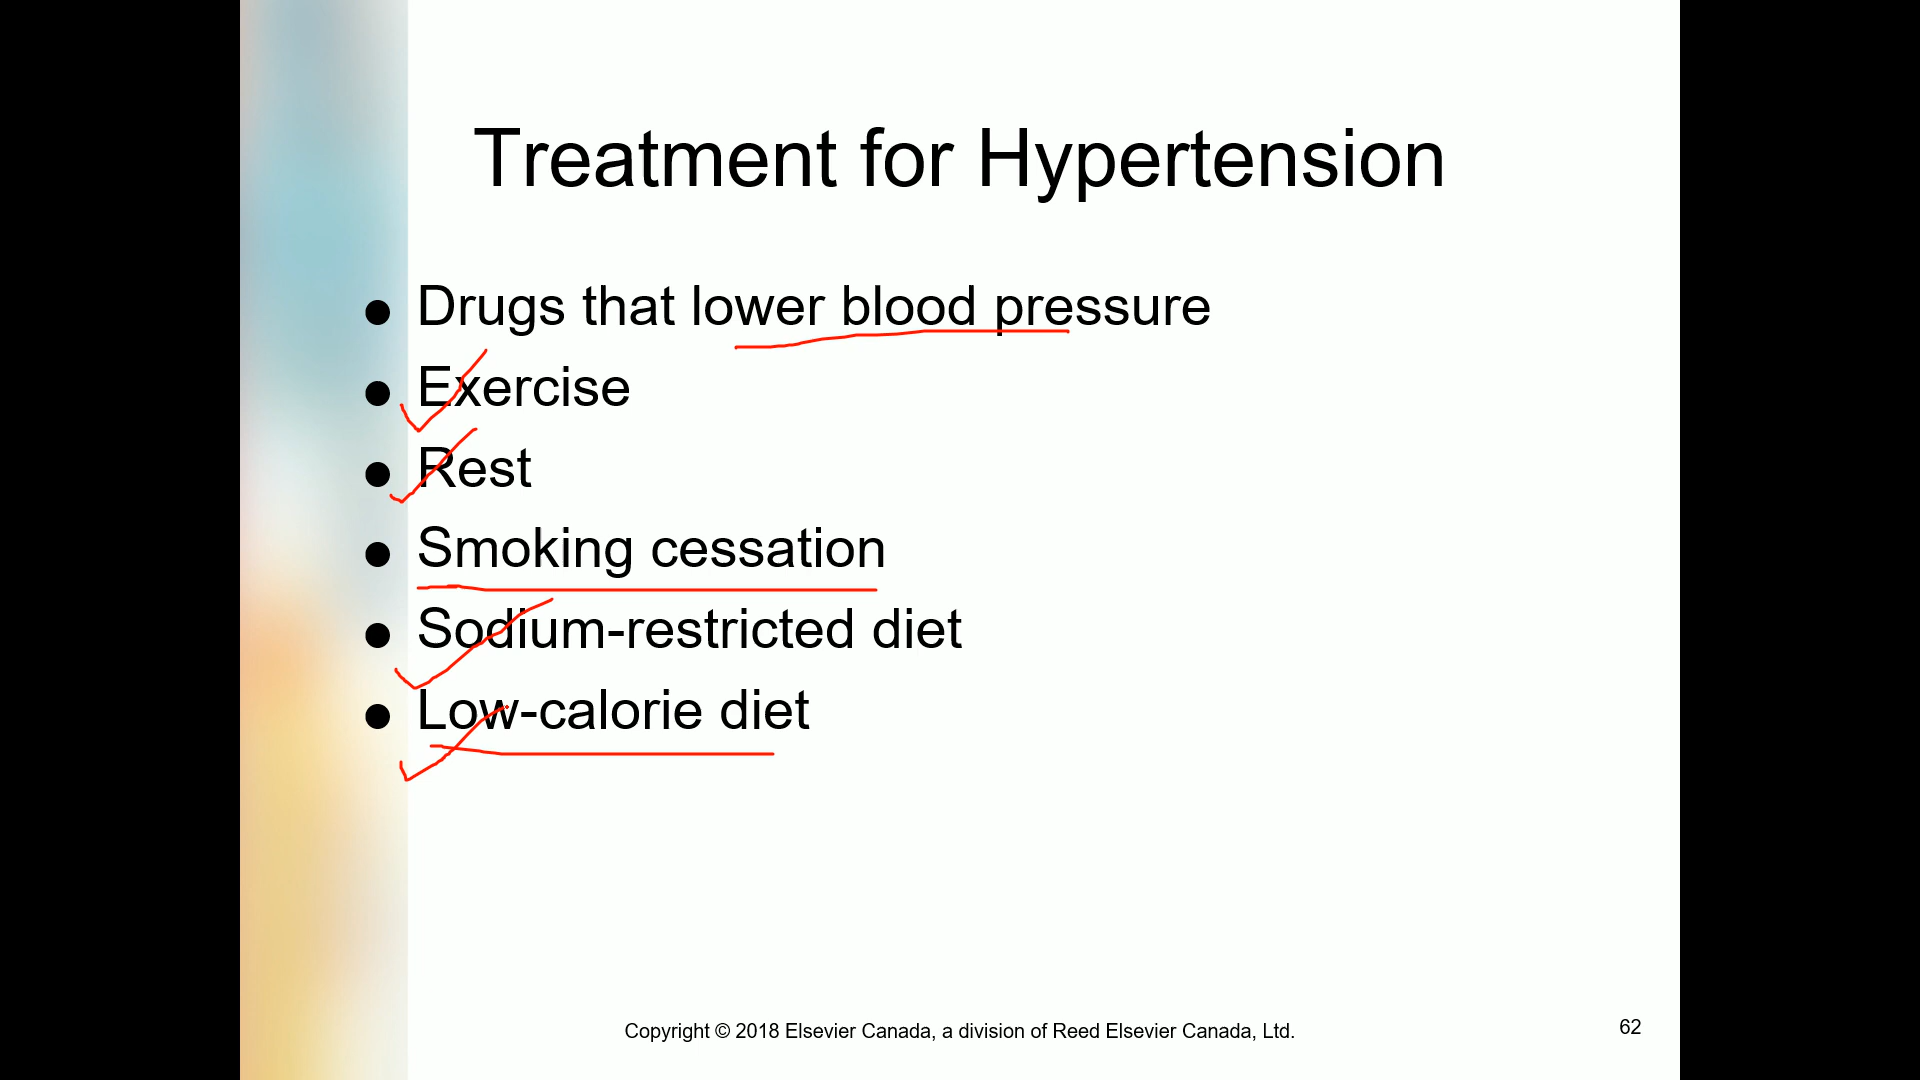 Treatment for Hypertension
● Drugs that lower blood pressure
● Exercise
● Rest
● Smoking cessation
● Sodium-restricted diet
● Low-calorie diet
Copyright © 2018 Elsevier Canada, a division of Reed Elsevier Canada, Ltd.
62